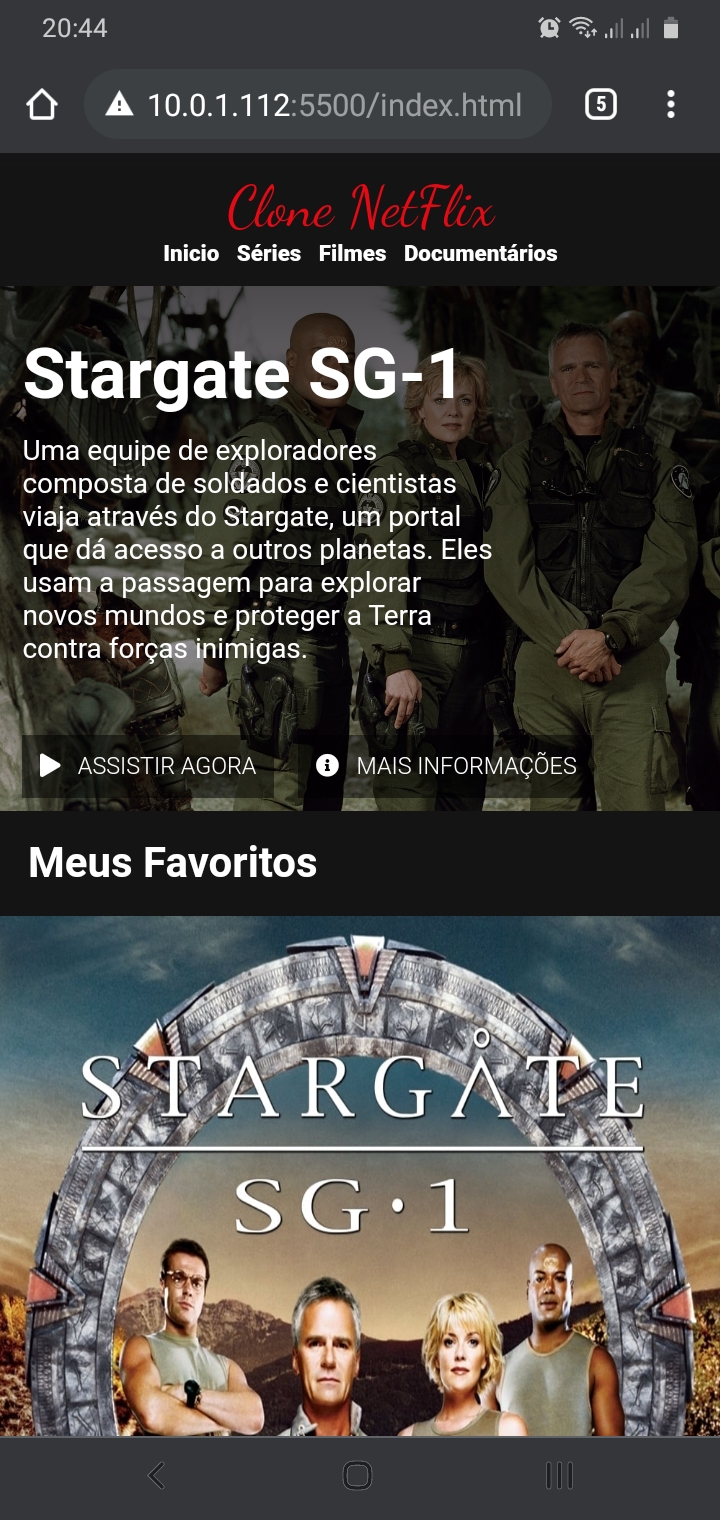 20:44
10.0.1.112:5500/index.html
5
Clone NetFlix
Inicio Séries Filmes Documentários
Stargate SG-1
Uma equipe de exploradores
composta de soldados e cientistas
viaja através do Stargate, um portal
que dá acesso a outros planetas. Eles
usam a passagem para explorar
novos mundos e proteger a Terra
contra forças inimigas.
ASSISTIR AGORA MAIS INFORMAÇÕES
Meus Favoritos
STARGATE
SG·1